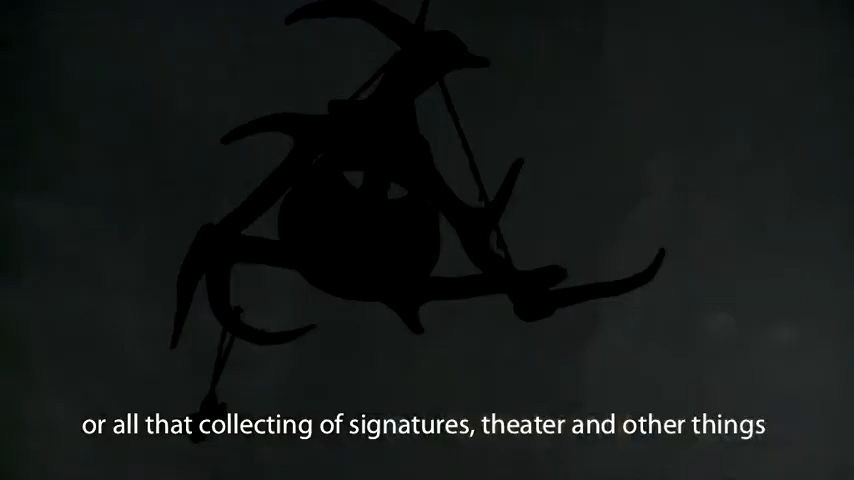 or all that collecting of signatures, theater and other things